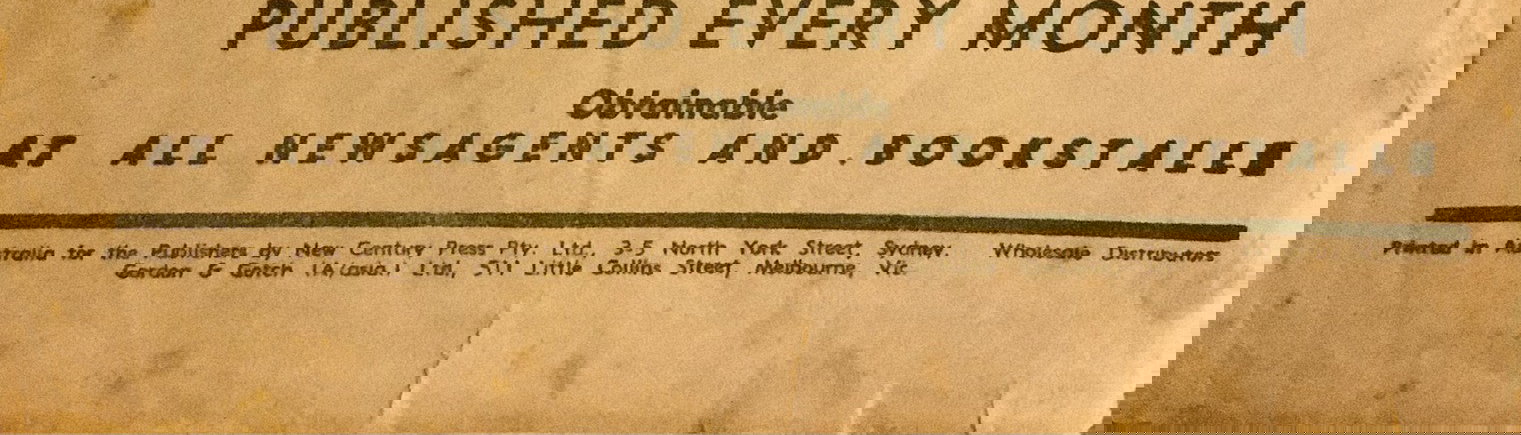 PUBLISHED EVERY MONTH
Obtainable
AT ALL NEWSAGENTS AND BOOKSTALLS
Printed in Australia for the Publishers by New Century Press Pty. Ltd., 3-5 North York Street, Sydney. Wholesale Distributors
Gordon & Gotch (A/asia.) Ltd., 511 Little Collins Street, Melbourne, Vic.